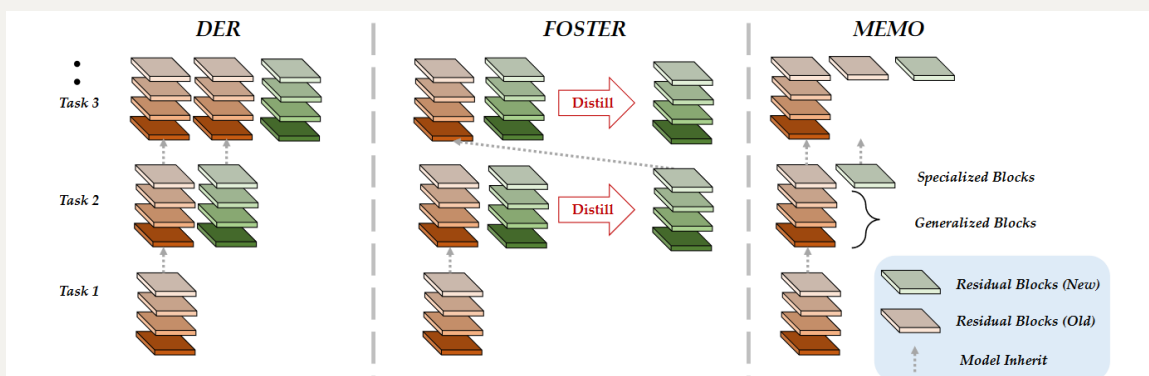 DER
FOSTER
MEMO
Task 3
Distill
Task 2
Distill
Specialized Blocks
Generalized Blocks
Task 1
Residual Blocks (New)
Residual Blocks (Old)
Model Inherit